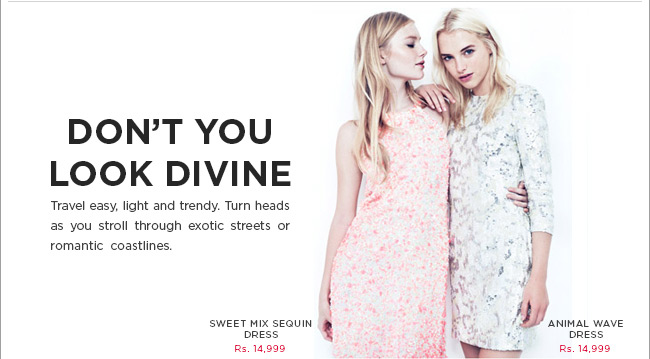 DON'T YOU
LOOK DIVINE
Travel easy, light and trendy. Turn heads
as you stroll through exotic streets or
romantic coastlines.
SWEET MIX SEQUIN
DRESS
Rs. 14,999
ANIMAL WAVE
DRESS
Rs. 14,999